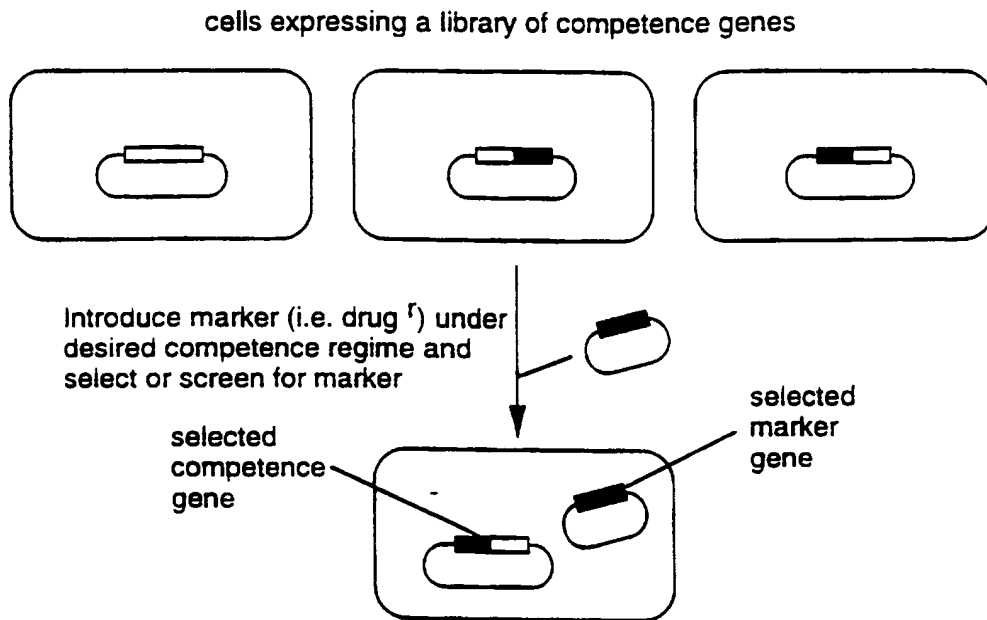 cells expressing a library of competence genes
Introduce marker (i.e. drug r) under
desired competence regime and
select or screen for marker
selected
competence
gene
selected
marker
gene